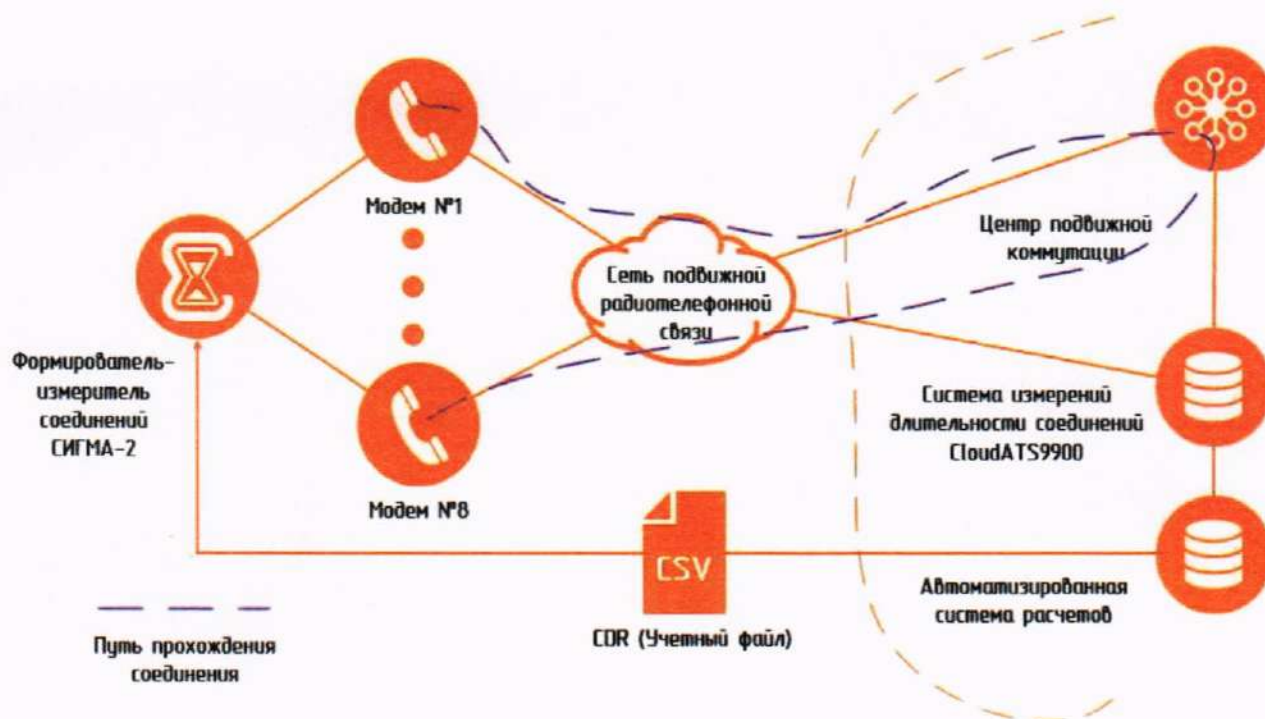 Модем №1
Центр подвижной
коммутации
Сеть подвижной
радиотелефонной
связи
Формирователь-
измеритель
соединений
СИГМА-2
Система измерений
длительности соединений
CloudATS9900
Модем №8
CSV
Автоматизированная
система расчетов
CDR (Учетный файл)
Путь прохождения
соединения